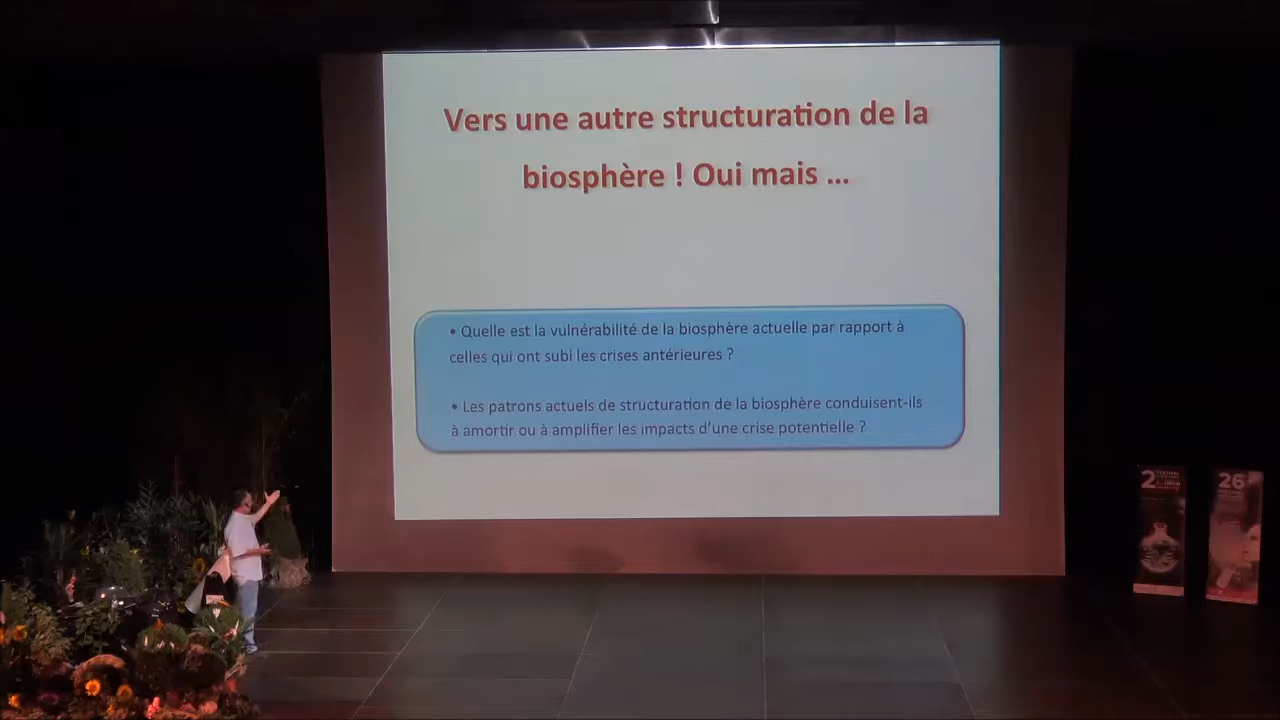 Vers une autre structuration de la
biosphère ! Oui mais ...
• Quelle est la vulnérabilité de la biosphère actuelle par rapport à
celles qui ont subi les crises antérieures ?
• Les patrons actuels de structuration de la biosphère conduisent-ils
à amortir ou à amplifier les impacts d'une crise potentielle ?
2
FESTIVAL
26